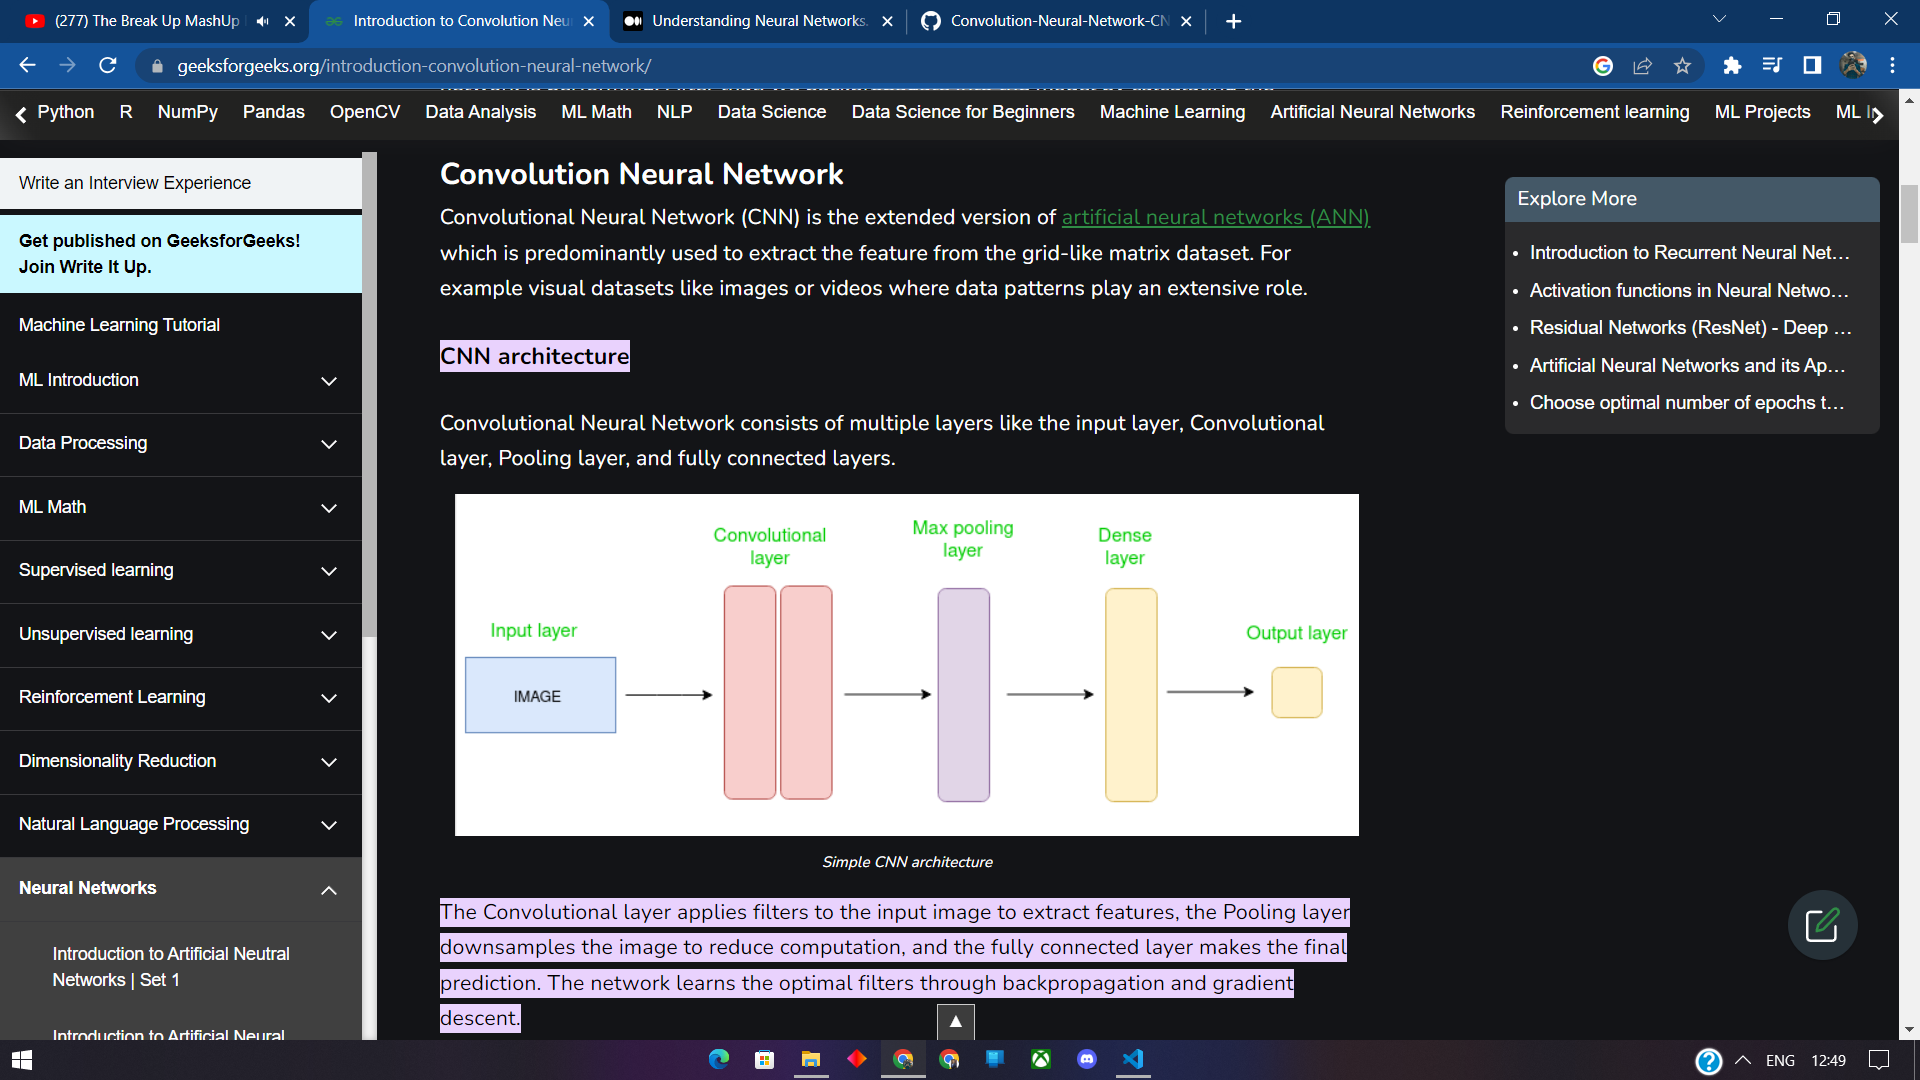 (277) The Break Up MashUp
Introduction to Convolution Neu
Understanding Neural Networks.
Convolution-Neural-Network-CN
geeksforgeeks.org/introduction-convolution-neural-network/
Python R NumPy Pandas OpenCV Data Analysis ML Math NLP Data Science Data Science for Beginners Machine Learning Artificial Neural Networks Reinforcement learning ML Projects ML
Write an Interview Experience
Get published on GeeksforGeeks!
Join Write It Up.
Machine Learning Tutorial
ML Introduction
Data Processing
ML Math
Supervised learning
Unsupervised learning
Reinforcement Learning
Dimensionality Reduction
Natural Language Processing
Neural Networks
Introduction to Artificial Neutral
Networks | Set 1
Introduction to Artificial Neural
Convolution Neural Network
Convolutional Neural Network (CNN) is the extended version of artificial neural networks (ANN)
which is predominantly used to extract the feature from the grid-like matrix dataset. For
example visual datasets like images or videos where data patterns play an extensive role.
CNN architecture
Convolutional Neural Network consists of multiple layers like the input layer, Convolutional
layer, Pooling layer, and fully connected layers.
Input layer
IMAGE
Convolutional
layer
Max pooling
layer
Dense
layer
Output layer
Simple CNN architecture
The Convolutional layer applies filters to the input image to extract features, the Pooling layer
downsamples the image to reduce computation, and the fully connected layer makes the final
prediction. The network learns the optimal filters through backpropagation and gradient
descent.
Explore More
Introduction to Recurrent Neural Net...
Activation functions in Neural Netwo...
Residual Networks (ResNet) - Deep ...
Artificial Neural Networks and its Ap...
Choose optimal number of epochs t...
ENG 12:49